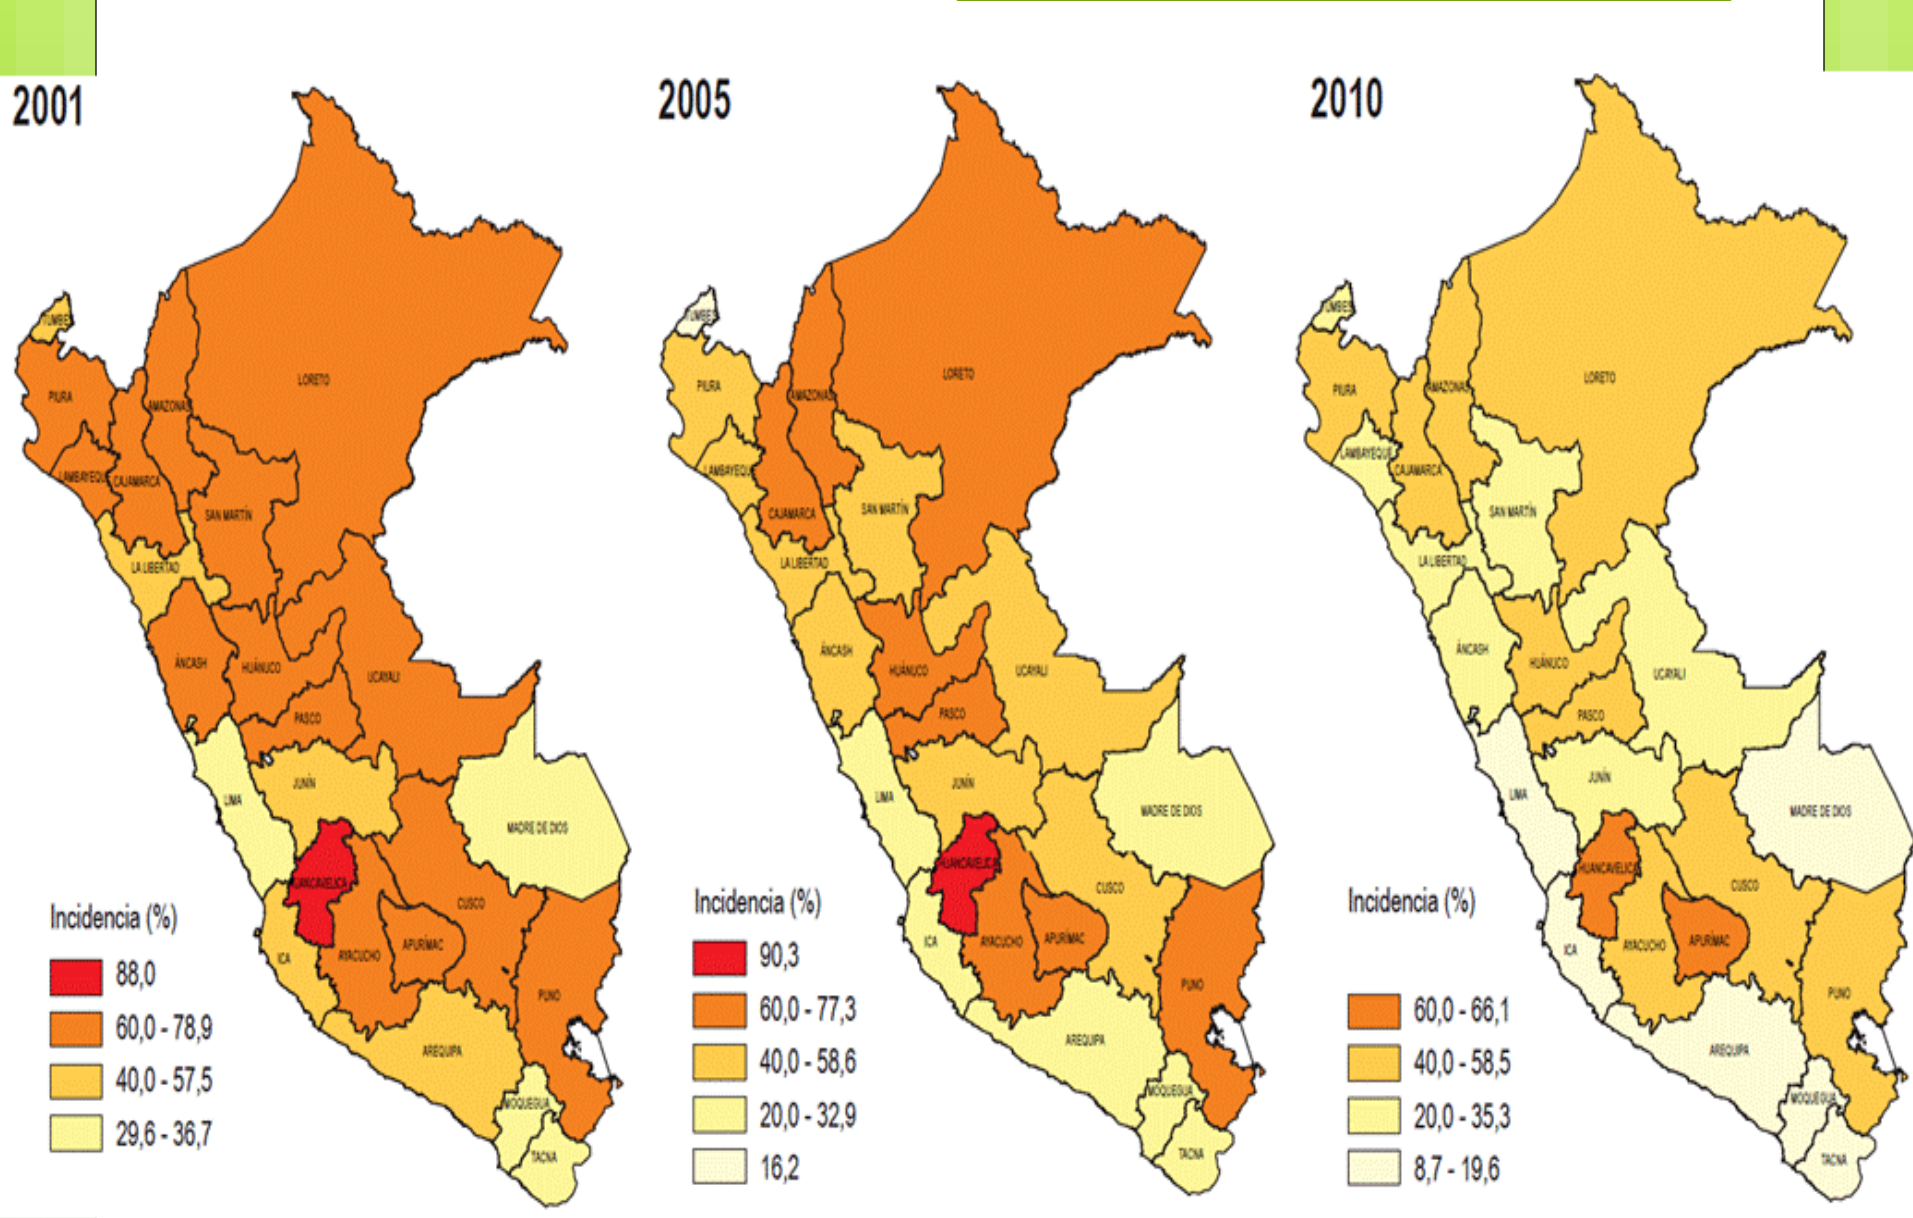 2001
TUMBES
PIURA
LAMBAYEQUE
CAJAMARCA
AMAZONAS
LORETO
SAN MARTÍN
LA LIBERTAD
ÁNCASH
HUÁNUCO
UCAYALI
PASCO
JUNÍN
LIMA
MADRE DE DIOS
HUANCAVELICA
CUSCO
ICA
AYACUCHO
APURÍMAC
PUNO
AREQUIPA
MOQUEGUA
TACNA
Incidencia (%)
88,0
60,0 - 78,9
40,0 - 57,5
29,6 - 36,7
2005
TUMBES
PIURA
LAMBAYEQUE
CAJAMARCA
AMAZONAS
LORETO
SAN MARTÍN
LA LIBERTAD
ÁNCASH
HUÁNUCO
UCAYALI
PASCO
JUNÍN
LIMA
MADRE DE DIOS
HUANCAVELICA
CUSCO
ICA
AYACUCHO
APURÍMAC
PUNO
AREQUIPA
MOQUEGUA
TACNA
Incidencia (%)
90,3
60,0 - 77,3
40,0 - 58,6
20,0 - 32,9
16,2
2010
TUMBES
PIURA
LAMBAYEQUE
CAJAMARCA
AMAZONAS
LORETO
SAN MARTÍN
LA LIBERTAD
ÁNCASH
HUÁNUCO
UCAYALI
PASCO
JUNÍN
LIMA
MADRE DE DIOS
HUANCAVELICA
CUSCO
ICA
AYACUCHO
APURÍMAC
PUNO
AREQUIPA
MOQUEGUA
TACNA
Incidencia (%)
60,0 - 66,1
40,0 - 58,5
20,0 - 35,3
8,7 - 19,6